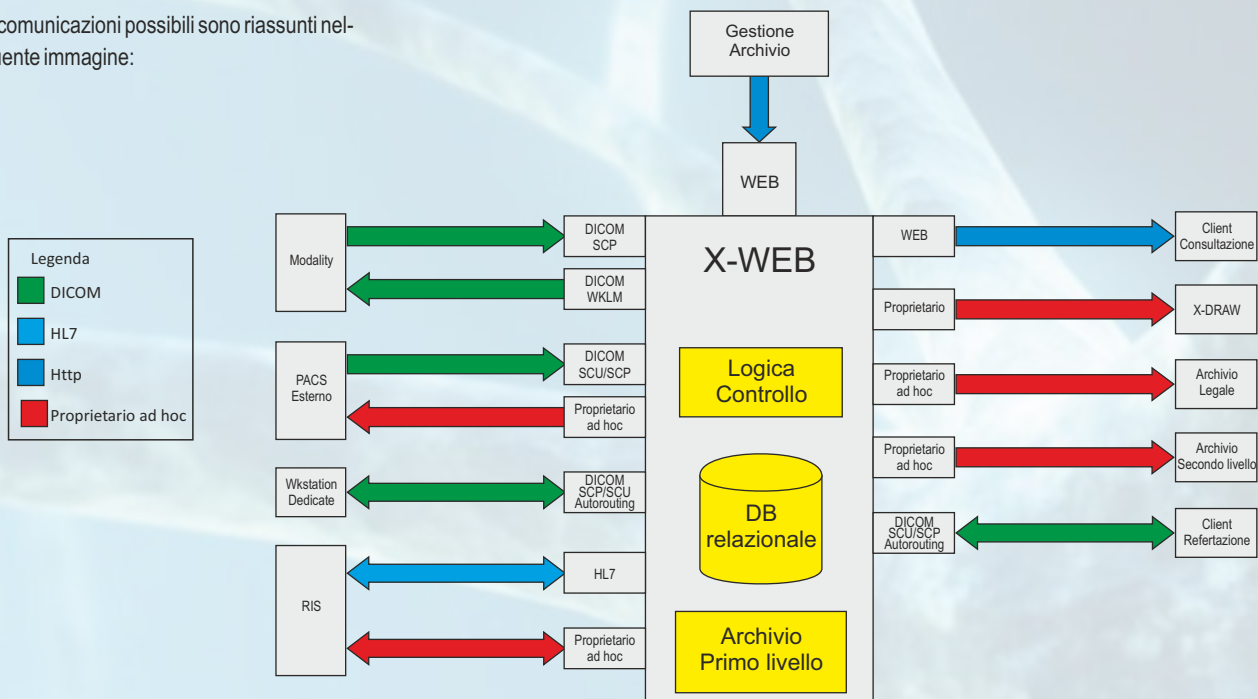 comunicazioni possibili sono riassunti nel-
uente immagine:
Gestione
Archivio
WEB
Legenda
DICOM
HL7
Http
Proprietario ad hoc
Modality
DICOM
SCP
DICOM
WKLM
PACS
Esterno
DICOM
SCU/SCP
Proprietario
ad hoc
Wkstation
Dedicate
DICOM
SCP/SCU
Autorouting
RIS
HL7
Proprietario
ad hoc
X-WEB
Logica
Controllo
DB
relazionale
Archivio
Primo livello
WEB
Client
Consultazione
Proprietario
X-DRAW
Proprietario
ad hoc
Archivio
Legale
Proprietario
ad hoc
Archivio
Secondo livello
DICOM
SCU/SCP
Autorouting
Client
Refertazione